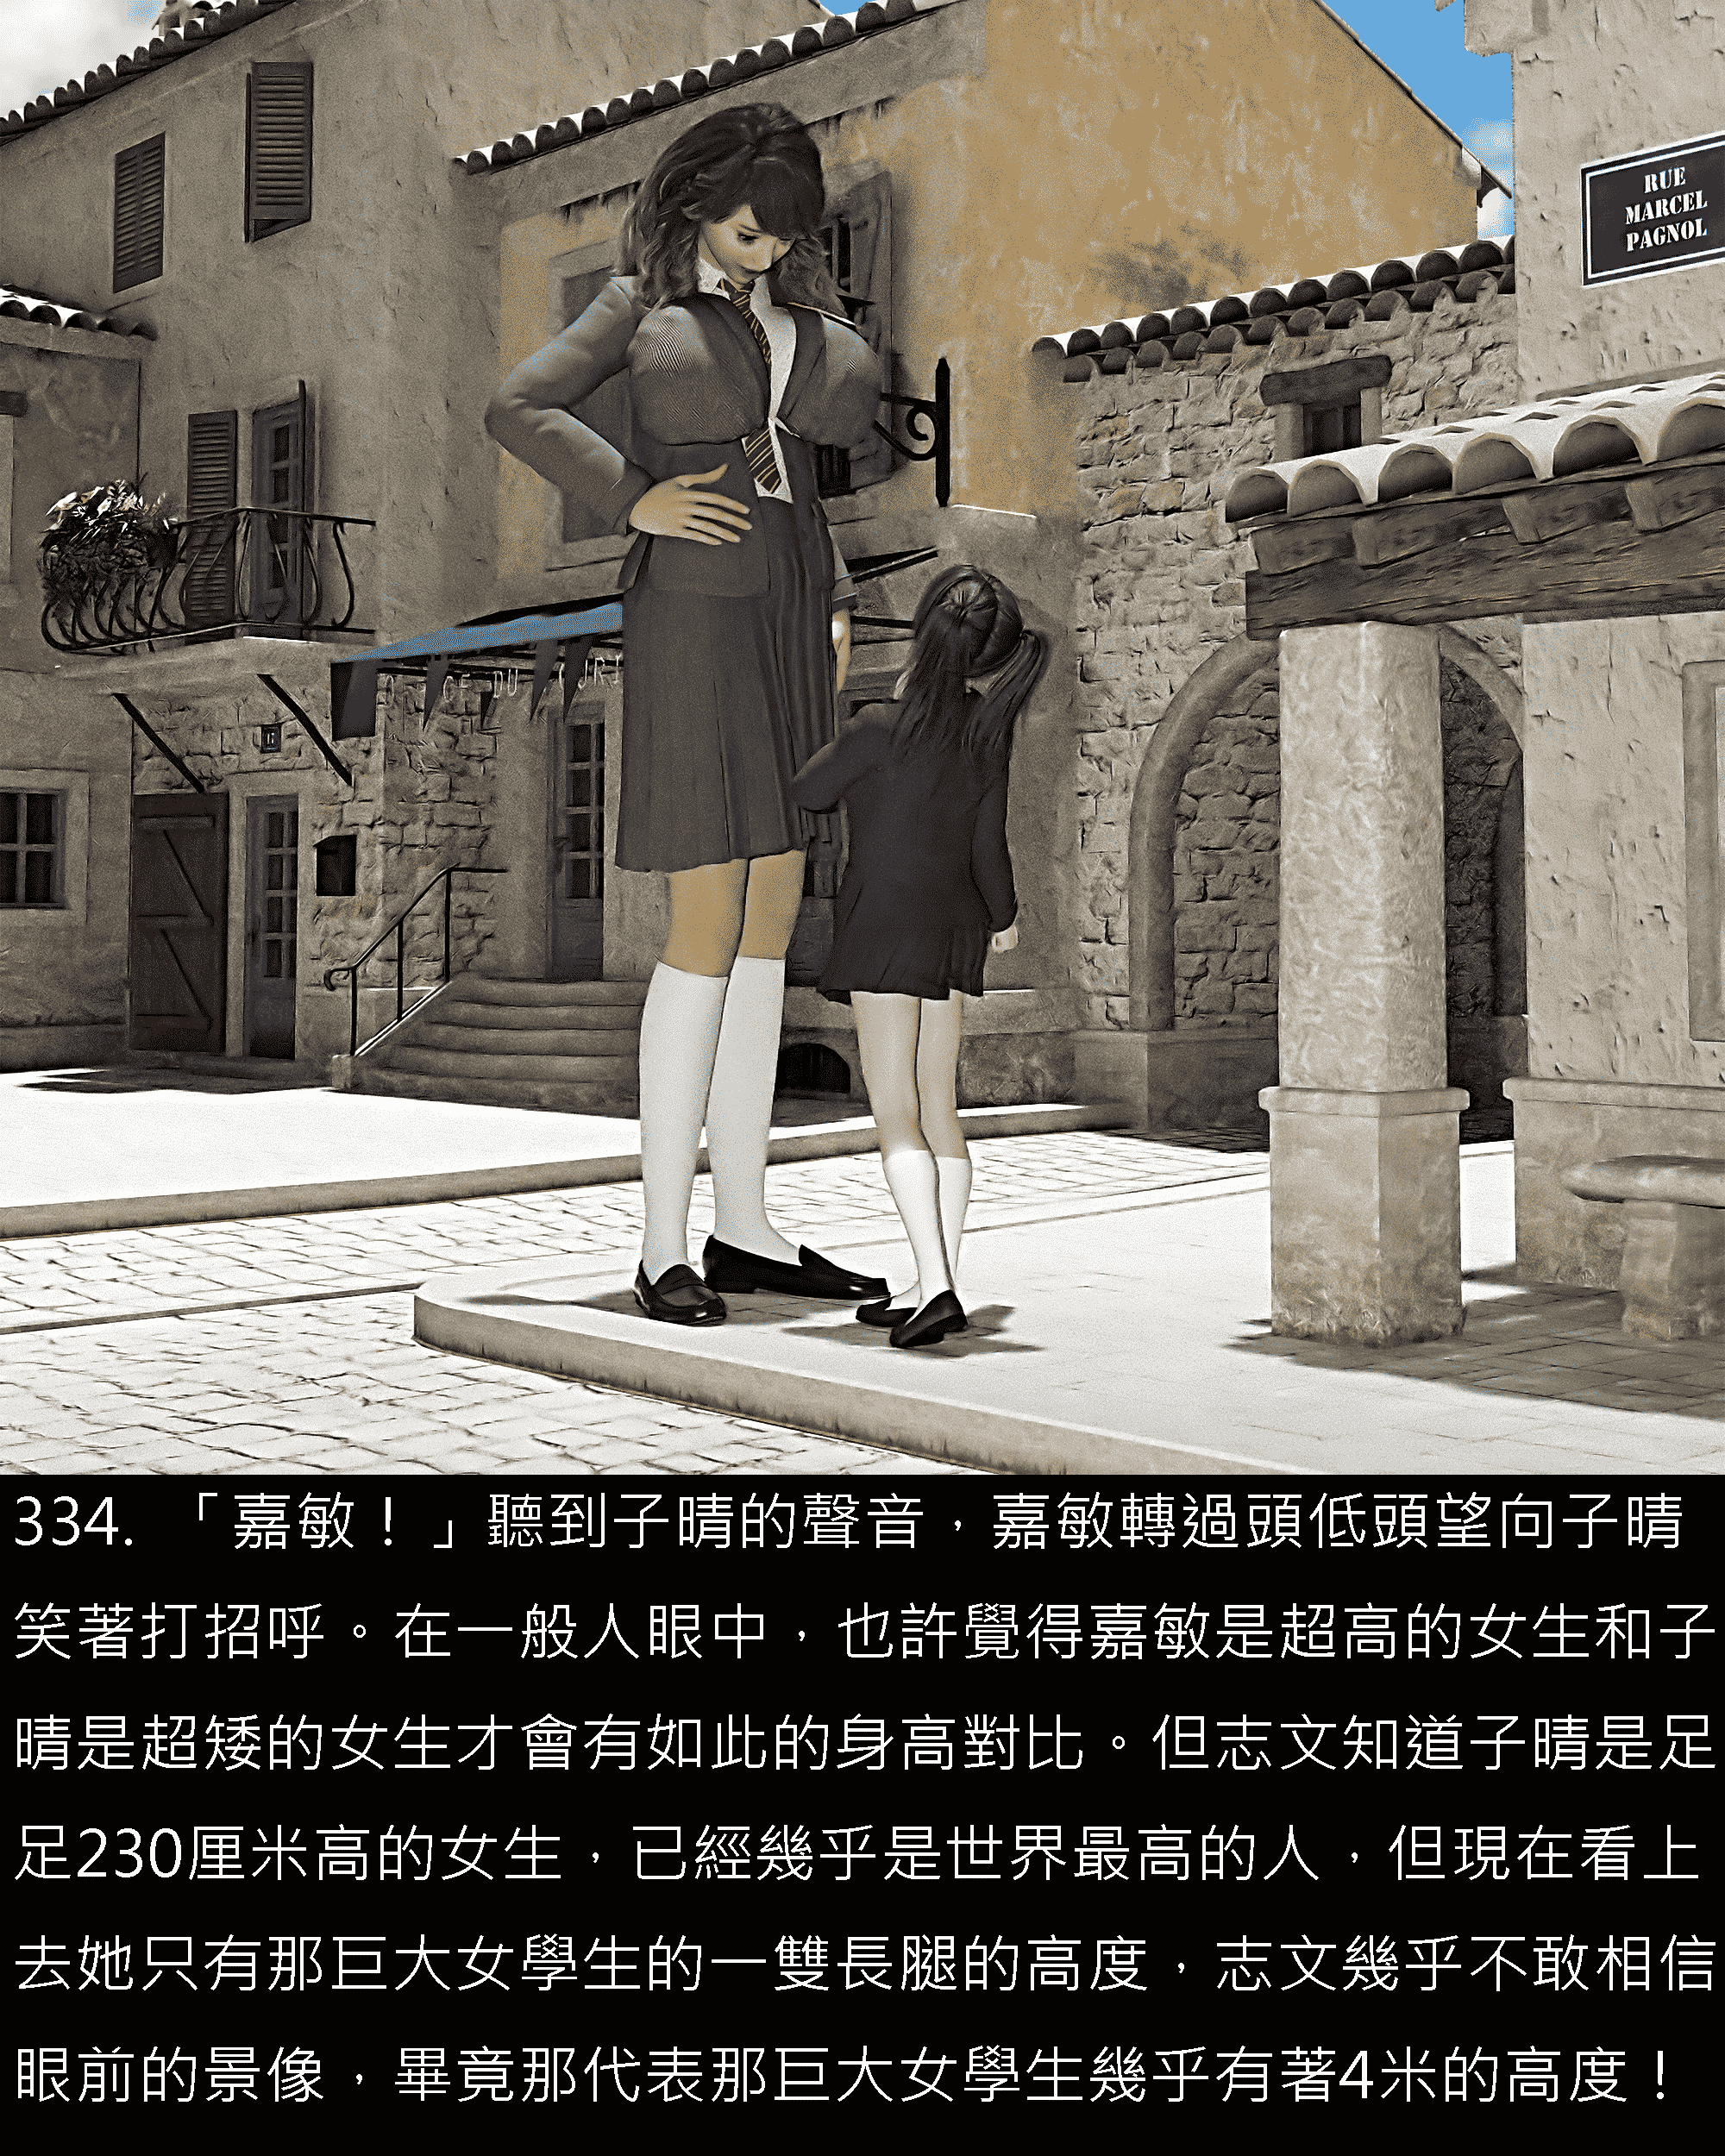 RUE
MARCEL
PAGNOL
334. 「嘉敏！」聽到子晴的聲音，嘉敏轉過頭低頭望向子晴
笑著打招呼。在一般人眼中，也許覺得嘉敏是超高的女生和子
晴是超矮的女生才會有如此的身高對比。但志文知道子晴是足
足230厘米高的女生，已經幾乎是世界最高的人，但現在看上
去她只有那巨大女學生的一雙長腿的高度，志文幾乎不敢相信
眼前的景像，畢竟那代表那巨大女學生幾乎有著4米的高度！